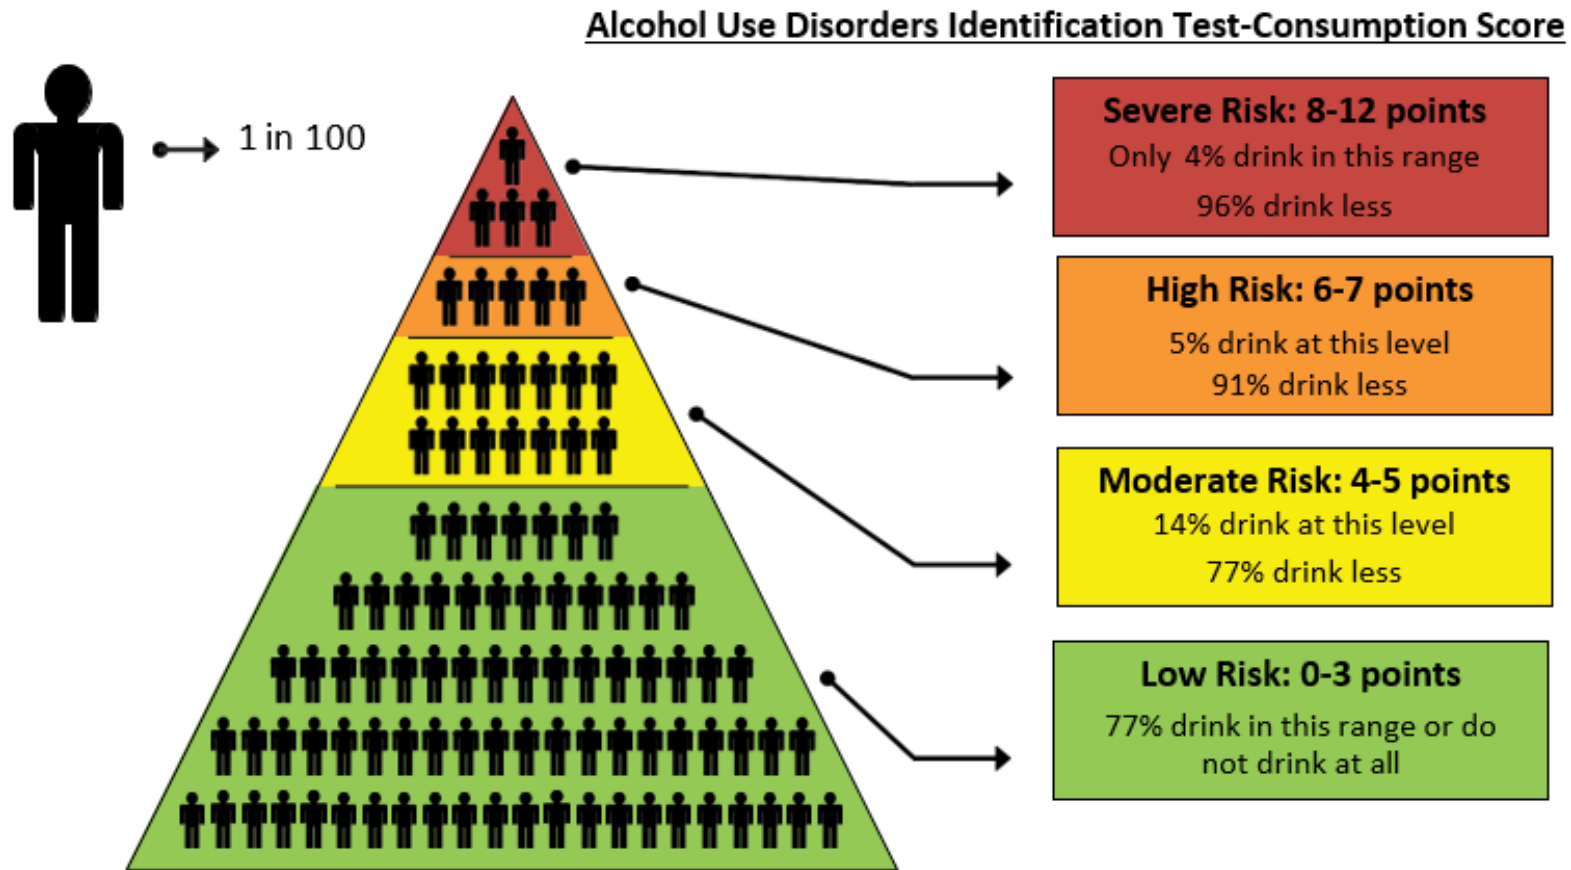 Alcohol Use Disorders Identification Test-Consumption Score
1 in 100
Severe Risk: 8-12 points
Only 4% drink in this range
96% drink less
High Risk: 6-7 points
5% drink at this level
91% drink less
Moderate Risk: 4-5 points
14% drink at this level
77% drink less
Low Risk: 0-3 points
77% drink in this range or do
not drink at all